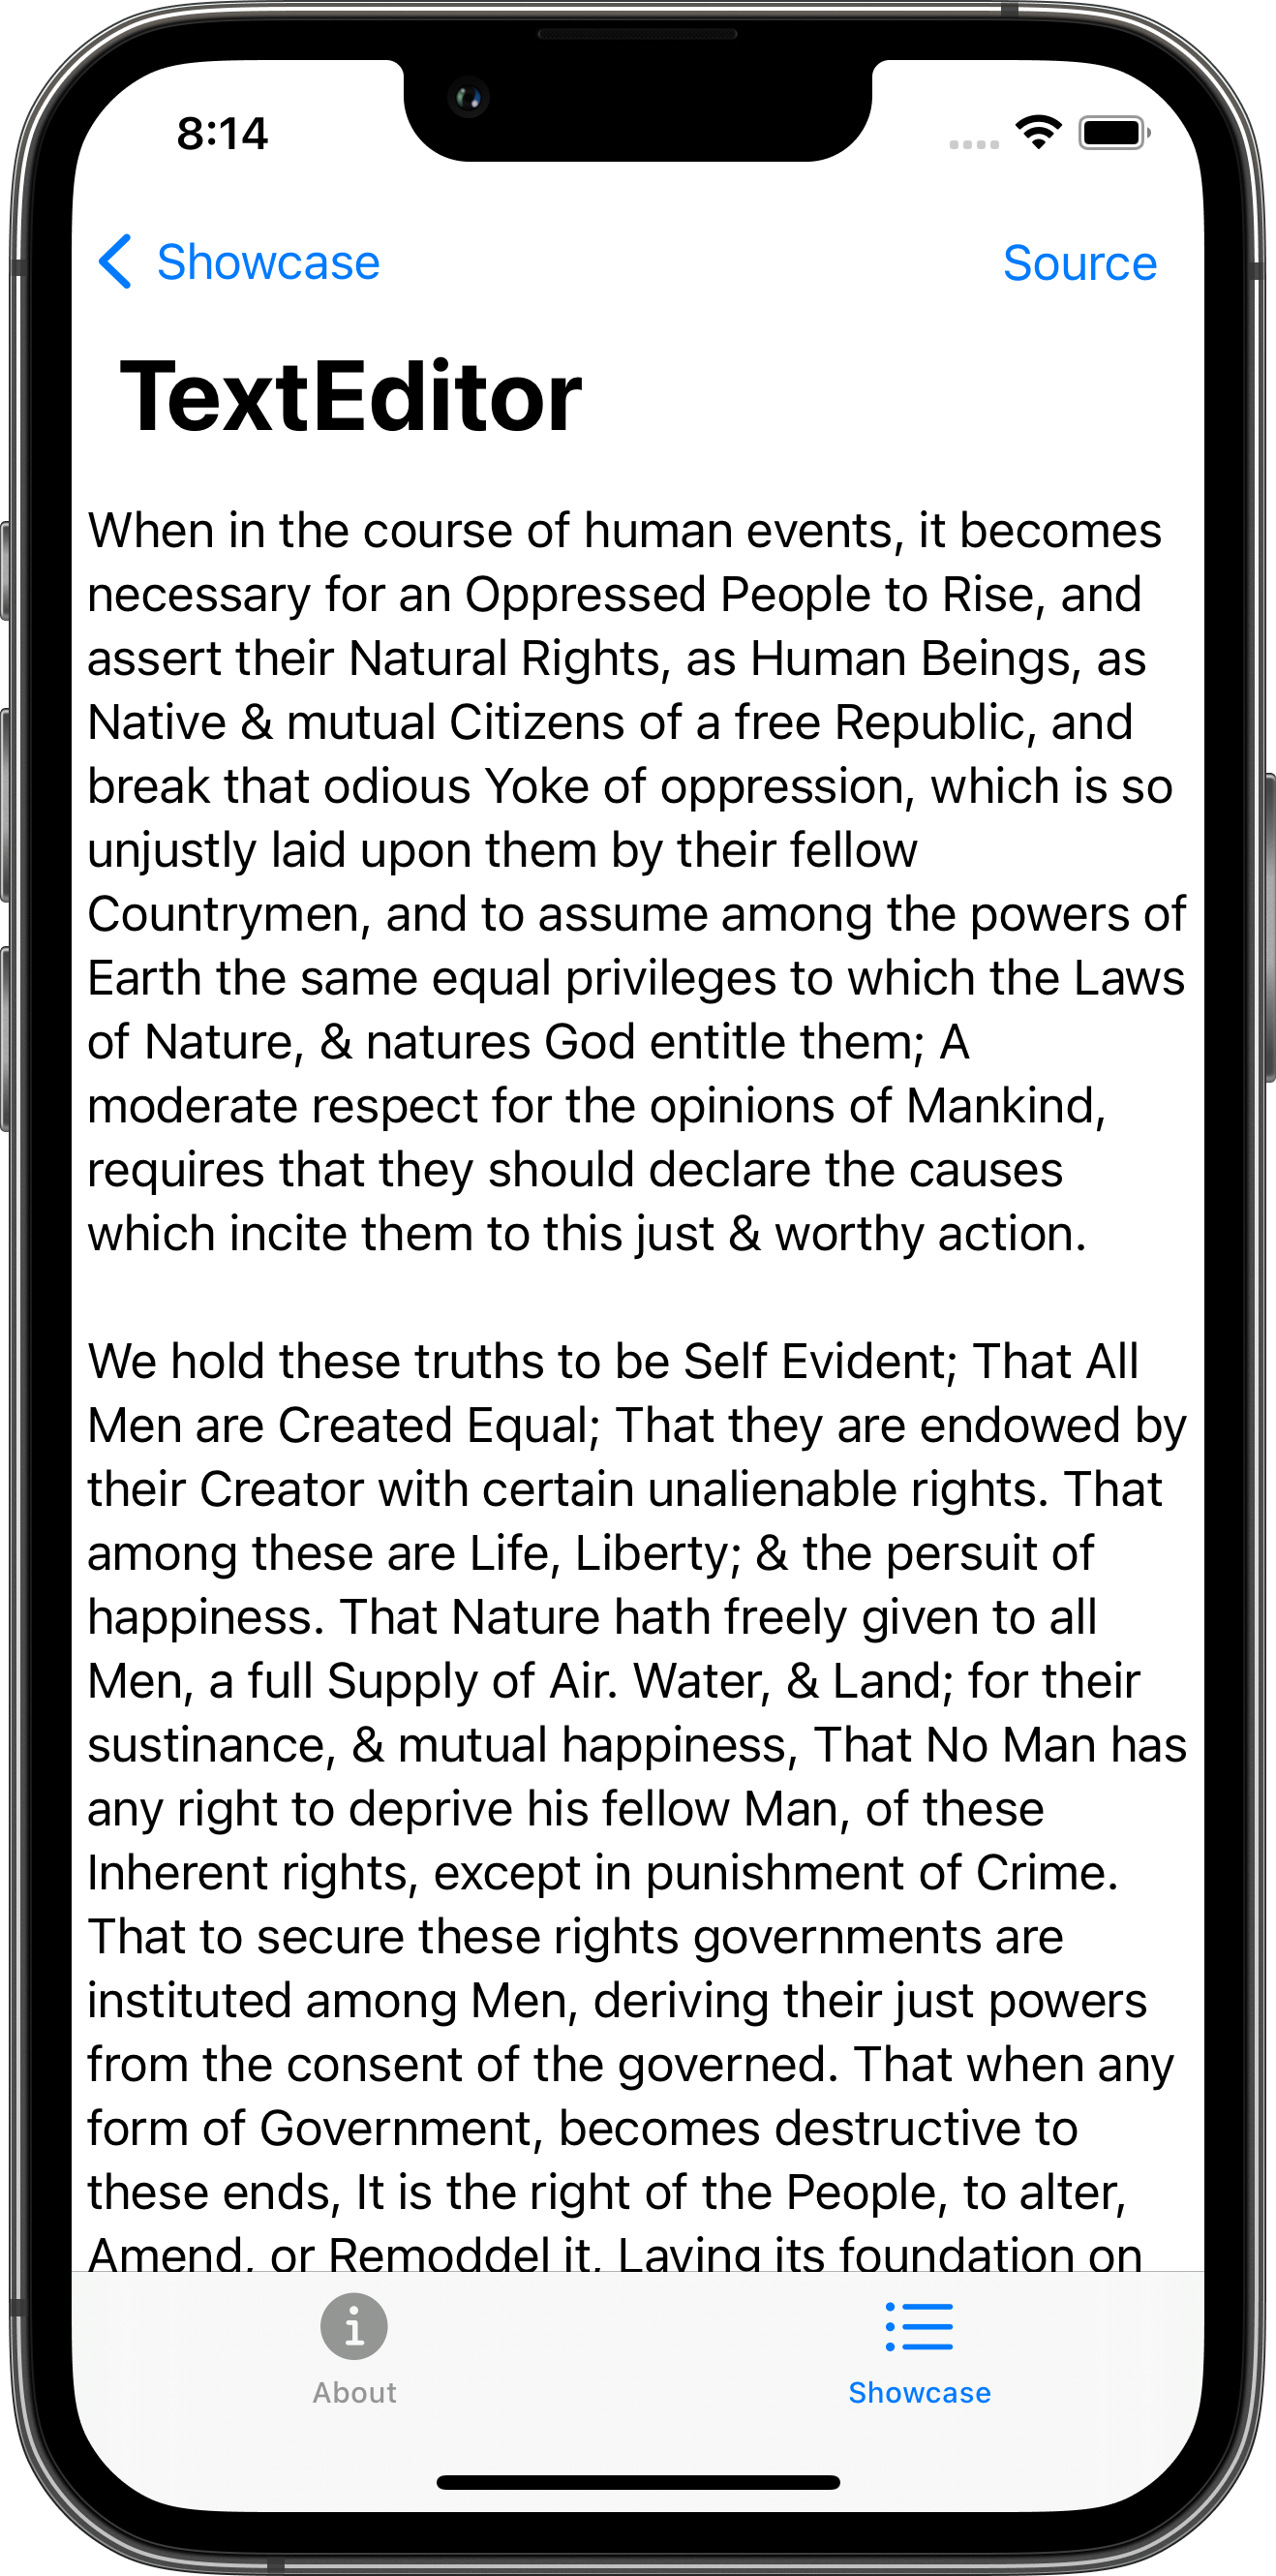 8:14
Showcase
Source
TextEditor
When in the course of human events, it becomes
necessary for an Oppressed People to Rise, and
assert their Natural Rights, as Human Beings, as
Native & mutual Citizens of a free Republic, and
break that odious Yoke of oppression, which is so
unjustly laid upon them by their fellow
Countrymen, and to assume among the powers of
Earth the same equal privileges to which the Laws
of Nature, & natures God entitle them; A
moderate respect for the opinions of Mankind,
requires that they should declare the causes
which incite them to this just & worthy action.
We hold these truths to be Self Evident; That All
Men are Created Equal; That they are endowed by
their Creator with certain unalienable rights. That
among these are Life, Liberty; & the persuit of
happiness. That Nature hath freely given to all
Men, a full Supply of Air. Water, & Land; for their
sustinance, & mutual happiness, That No Man has
any right to deprive his fellow Man, of these
Inherent rights, except in punishment of Crime.
That to secure these rights governments are
instituted among Men, deriving their just powers
from the consent of the governed. That when any
form of Government, becomes destructive to
these ends, It is the right of the People, to alter,
Amend, or Remoddel it, Laying its foundation on
About
Showcase